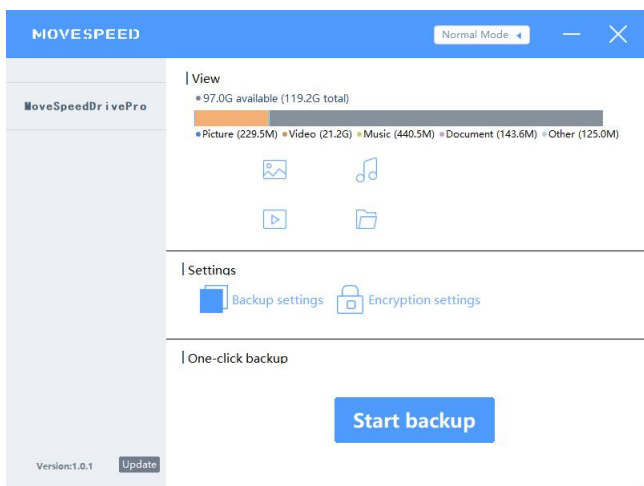 MOVESPEED
Normal Mode
MoveSpeedDrivePro
View
97.0G available (119.2G total)
Picture (229.5M) Video (21.2G) Music (440.5M) Document (143.6M) Other (125.0M)
Settings
Backup settings Encryption settings
One-click backup
Start backup
Version:1.0.1 Update